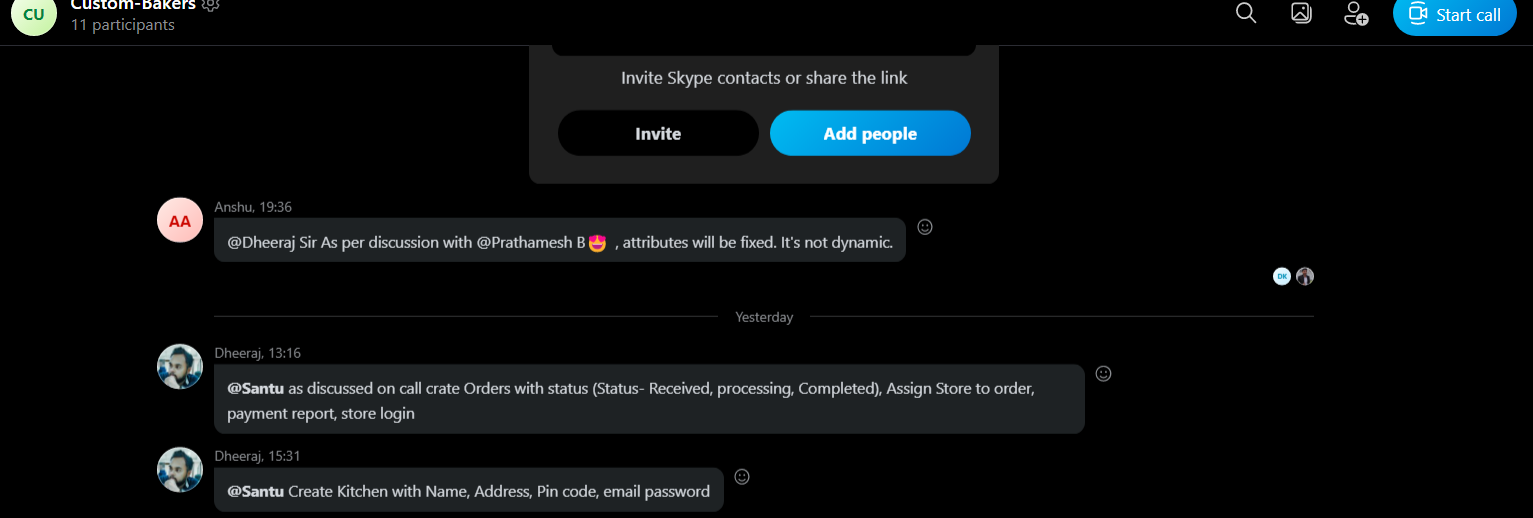 CU
Custom-Bakers
11 participants
Start call
Invite Skype contacts or share the link
Invite
Add people
AA
Anshu, 19:36
@Dheeraj Sir As per discussion with @Prathamesh B😍 , attributes will be fixed. It's not dynamic.
DK
Yesterday
Dheeraj, 13:16
@Santu as discussed on call crate Orders with status (Status- Received, processing, Completed), Assign Store to order,
payment report, store login
Dheeraj, 15:31
@Santu Create Kitchen with Name, Address, Pin code, email password